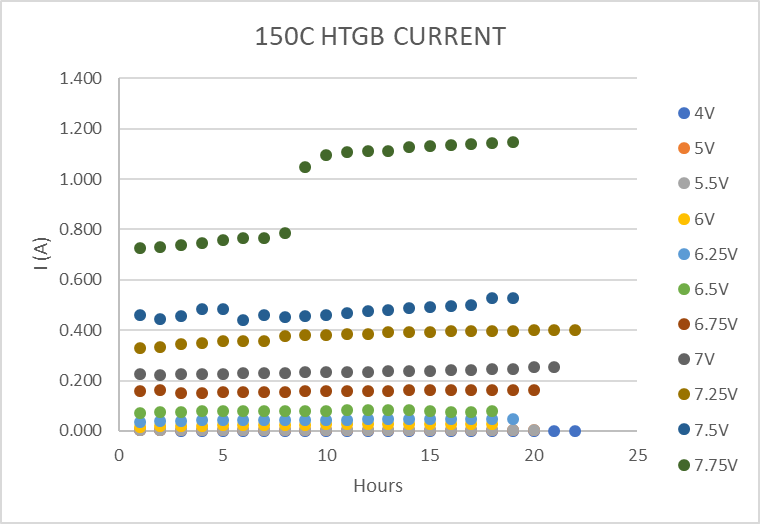 150C HTGB CURRENT
1.400
1.200
1.000
0.800
0.600
0.400
0.200
0.000
I (A)
0 5 10 15 20 25
Hours
4V
5V
5.5V
6V
6.25V
6.5V
6.75V
7V
7.25V
7.5V
7.75V